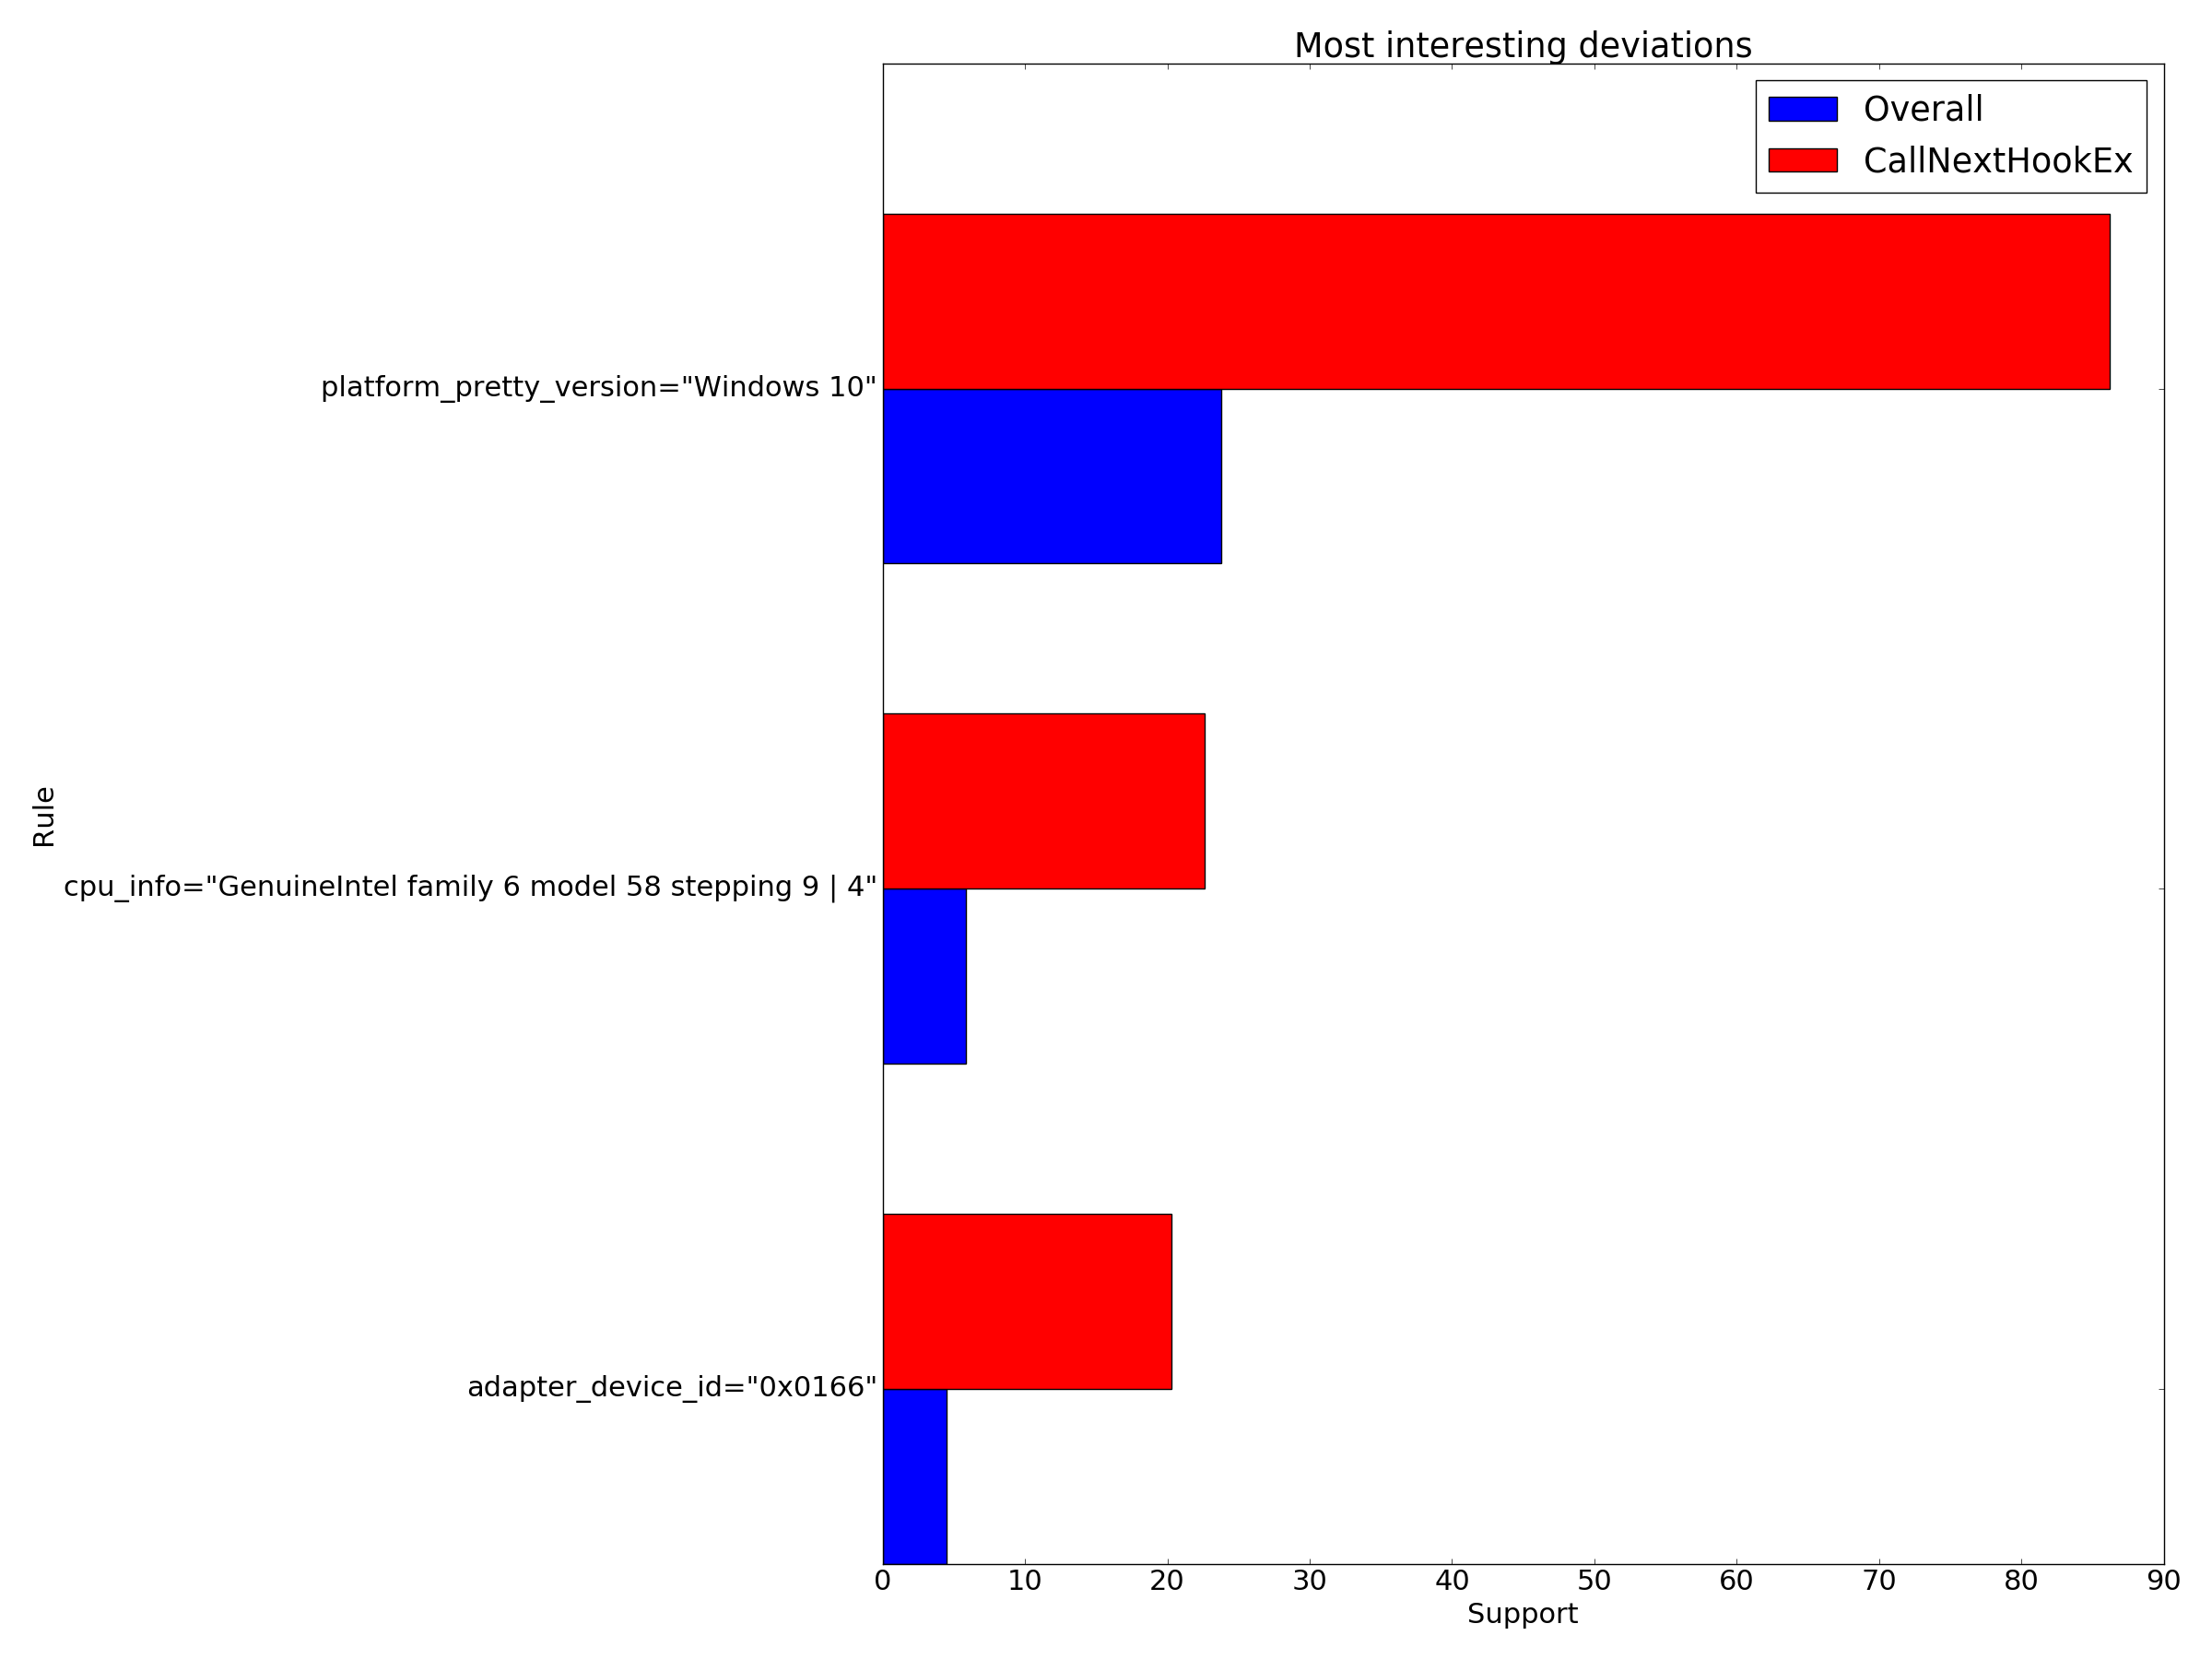 Most interesting deviations
Overall
CallNextHookEx
platform_pretty_version="Windows 10"
Rule
cpu_info="GenuineIntel family 6 model 58 stepping 9 | 4"
adapter_device_id="0x0166"
0 10 20 30 40 50 60 70 80 90
Support